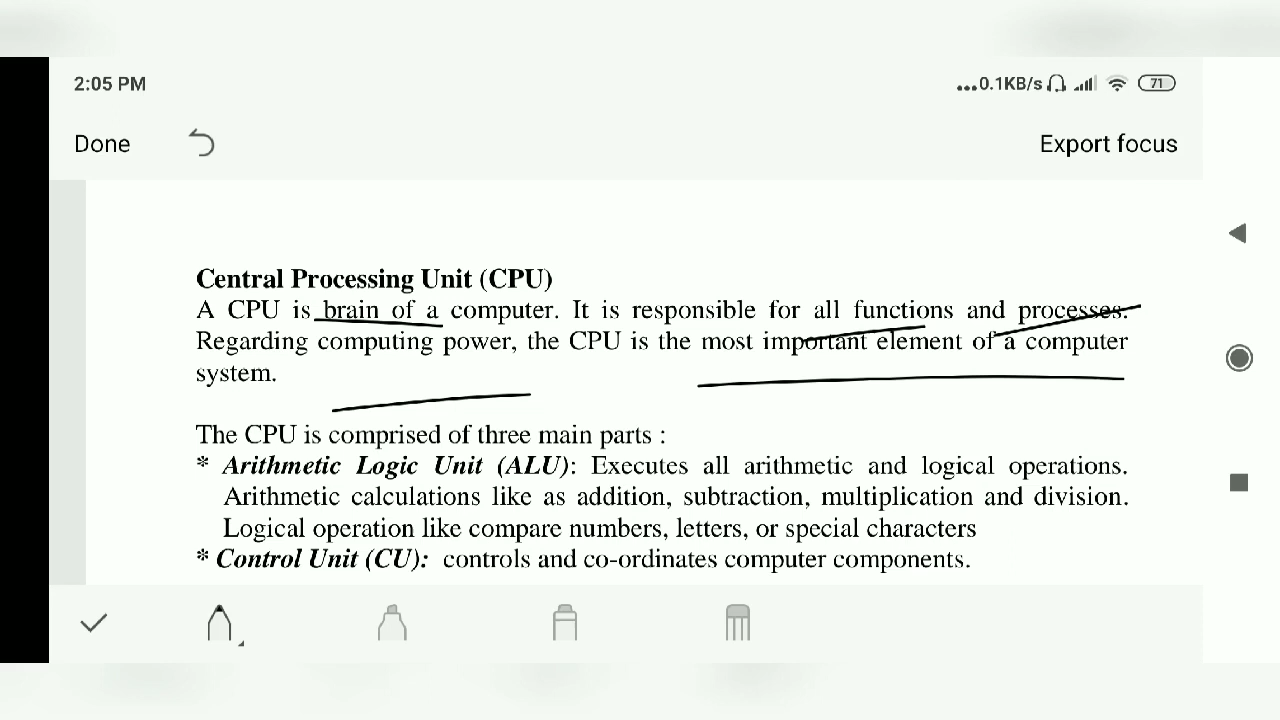 2:05 PM
...0.1KB/s 71
Done
Export focus
Central Processing Unit (CPU)
A CPU is brain of a computer. It is responsible for all functions and processes.
Regarding computing power, the CPU is the most important element of a computer
system.
The CPU is comprised of three main parts :
* Arithmetic Logic Unit (ALU): Executes all arithmetic and logical operations.
Arithmetic calculations like as addition, subtraction, multiplication and division.
Logical operation like compare numbers, letters, or special characters
* Control Unit (CU): controls and co-ordinates computer components.